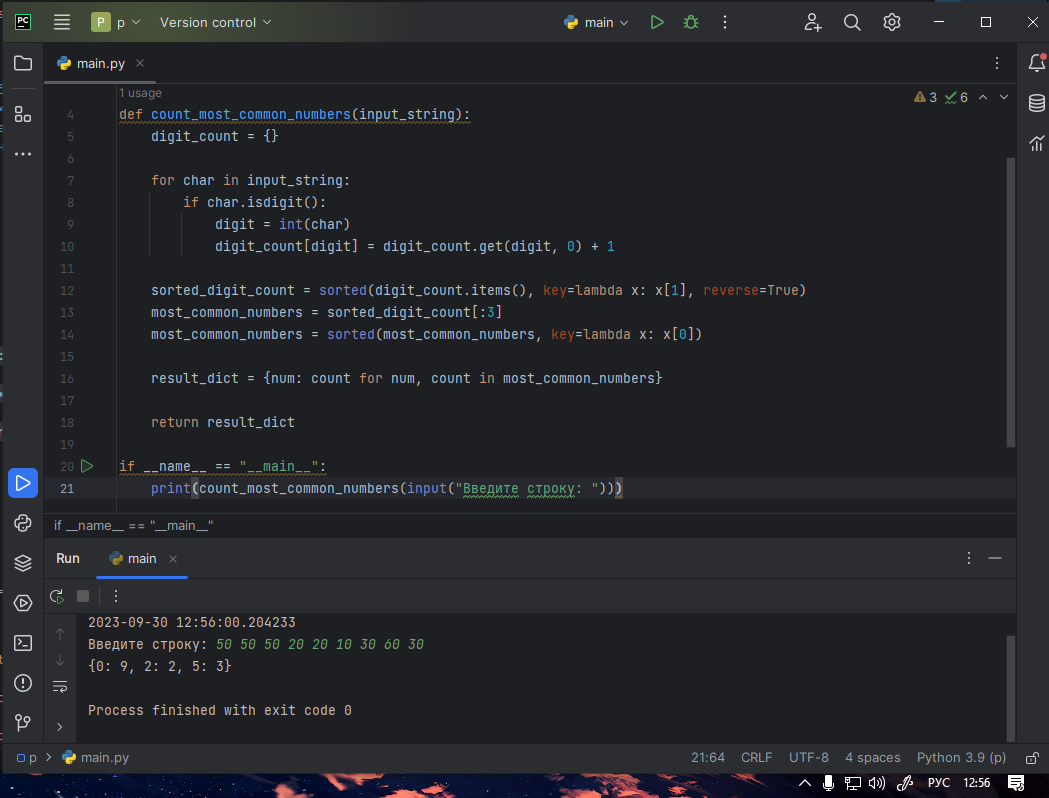 PC
P p Version control main
main.py
1 usage
3 6
4 def count_most_common_numbers(input_string):
5 digit_count = {}
6
7 for char in input_string:
8 if char.isdigit():
9 digit = int(char)
10 digit_count[digit] = digit_count.get(digit, 0) + 1
11
12 sorted_digit_count = sorted(digit_count.items(), key=lambda x: x[1], reverse=True)
13 most_common_numbers = sorted_digit_count[:3]
14 most_common_numbers = sorted(most_common_numbers, key=lambda x: x[0])
15
16 result_dict = {num: count for num, count in most_common_numbers}
17
18 return result_dict
19
20 if __name__ == "__main__":
21 print(count_most_common_numbers(input("Введите строку: ")))
if __name__ == "__main__"
Run main
2023-09-30 12:56:00.204233
Введите строку: 50 50 50 20 20 10 30 60 30
{0: 9, 2: 2, 5: 3}
Process finished with exit code 0
p main.py 21:64 CRLF UTF-8 4 spaces Python 3.9 (p)
РУС 12:56